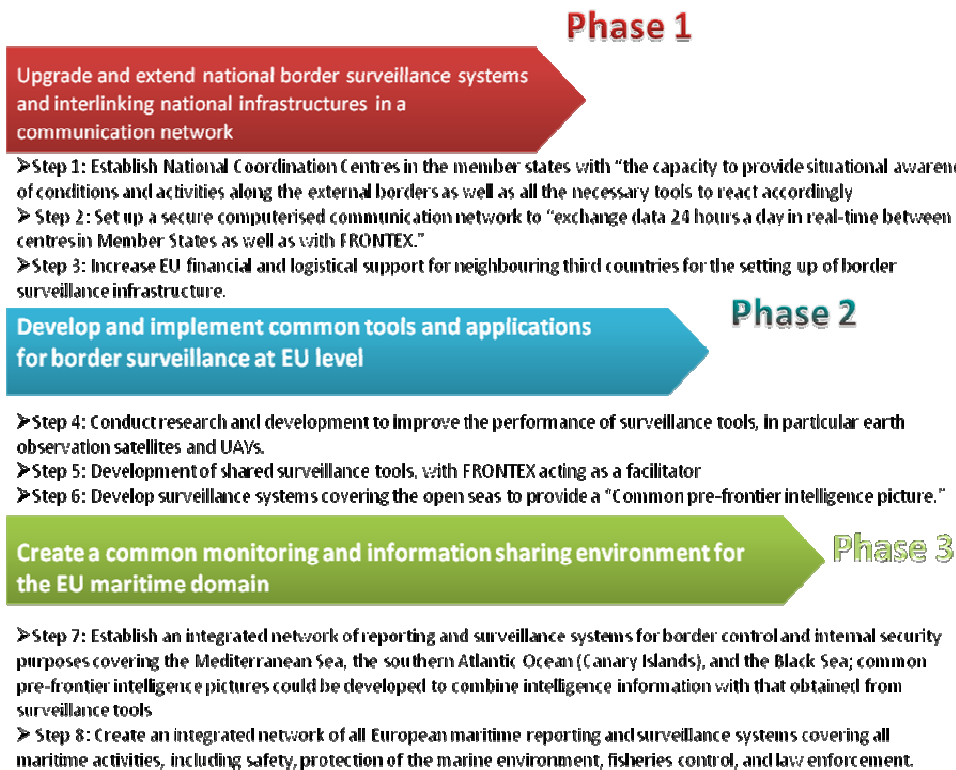 Phase 1
Upgrade and extend national border surveillance systems
and interlinking national infrastructures in a
communication network
➢Step 1: Establish National Coordination Centres in the member states with “the capacity to provide situational awaren
of conditions and activities along the external borders as well as all the necessary tools to react accordingly
➢ Step 2: Set up a secure computerised communication network to “exchange data 24 hours a day in real-time between
centres in Member States as well as with FRONTEX.”
➢Step 3: Increase EU financial and logistical support for neighbouring third countries for the setting up of border
surveillance infrastructure.
Phase 2
Develop and implement common tools and applications
for border surveillance at EU level
➢Step 4: Conduct research and development to improve the performance of surveillance tools, in particular earth
observation satellites and UAVs.
➢Step 5: Development of shared surveillance tools, with FRONTEX acting as a facilitator
➢Step 6: Develop surveillance systems covering the open seas to provide a “Common pre-frontier intelligence picture.”
Phase 3
Create a common monitoring and information sharing environment for
the EU maritime domain
➢Step 7: Establish an integrated network of reporting and surveillance systems for border control and internal security
purposes covering the Mediterranean Sea, the southern Atlantic Ocean (Canary Islands), and the Black Sea; common
pre-frontier intelligence pictures could be developed to combine intelligence information with that obtained from
surveillance tools
➢ Step 8: Create an integrated network of all European maritime reporting and surveillance systems covering all
maritime activities, including safety, protection of the marine environment, fisheries control, and law enforcement.